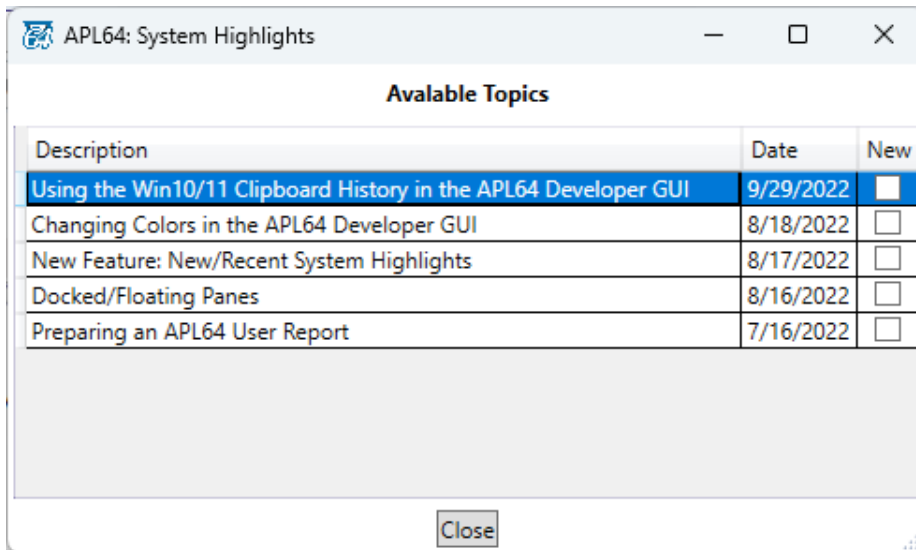 APL64: System Highlights
Avalable Topics
Description Date New
Using the Win10/11 Clipboard History in the APL64 Developer GUI 9/29/2022
Changing Colors in the APL64 Developer GUI 8/18/2022
New Feature: New/Recent System Highlights 8/17/2022
Docked/Floating Panes 8/16/2022
Preparing an APL64 User Report 7/16/2022
Close